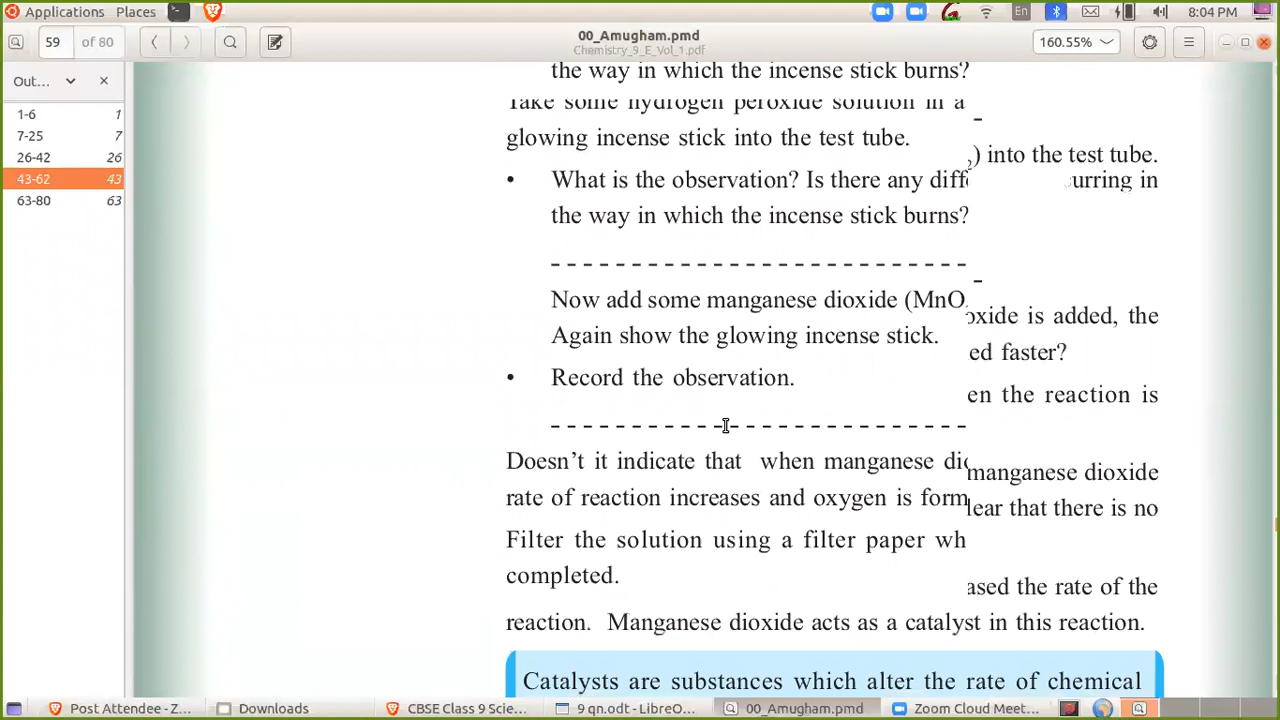 Applications Places En 8:04 PM
59 of 80 00_Amugham.pmd 160.55%
Chemistry_9_E_Vol_1.pdf
Out...
1-6 1
7-25 7
26-42 26
43-62 43
63-80 63
the way in which the incense stick burns?
Take some hydrogen peroxide solution in a
glowing incense stick into the test tube.
) into the test tube.
• What is the observation? Is there any diff urring in
the way in which the incense stick burns?
Now add some manganese dioxide (MnO
oxide is added, the
Again show the glowing incense stick.
ed faster?
• Record the observation.
en the reaction is
Doesn't it indicate that when manganese dio
manganese dioxide
rate of reaction increases and oxygen is form
lear that there is no
Filter the solution using a filter paper wh
completed.
ased the rate of the
reaction. Manganese dioxide acts as a catalyst in this reaction.
Catalysts are substances which alter the rate of chemical
Post Attendee - Z... Downloads CBSE Class 9 Scie... 9 qn.odt - LibreO... 00_Amugham.pmd Zoom Cloud Meet...